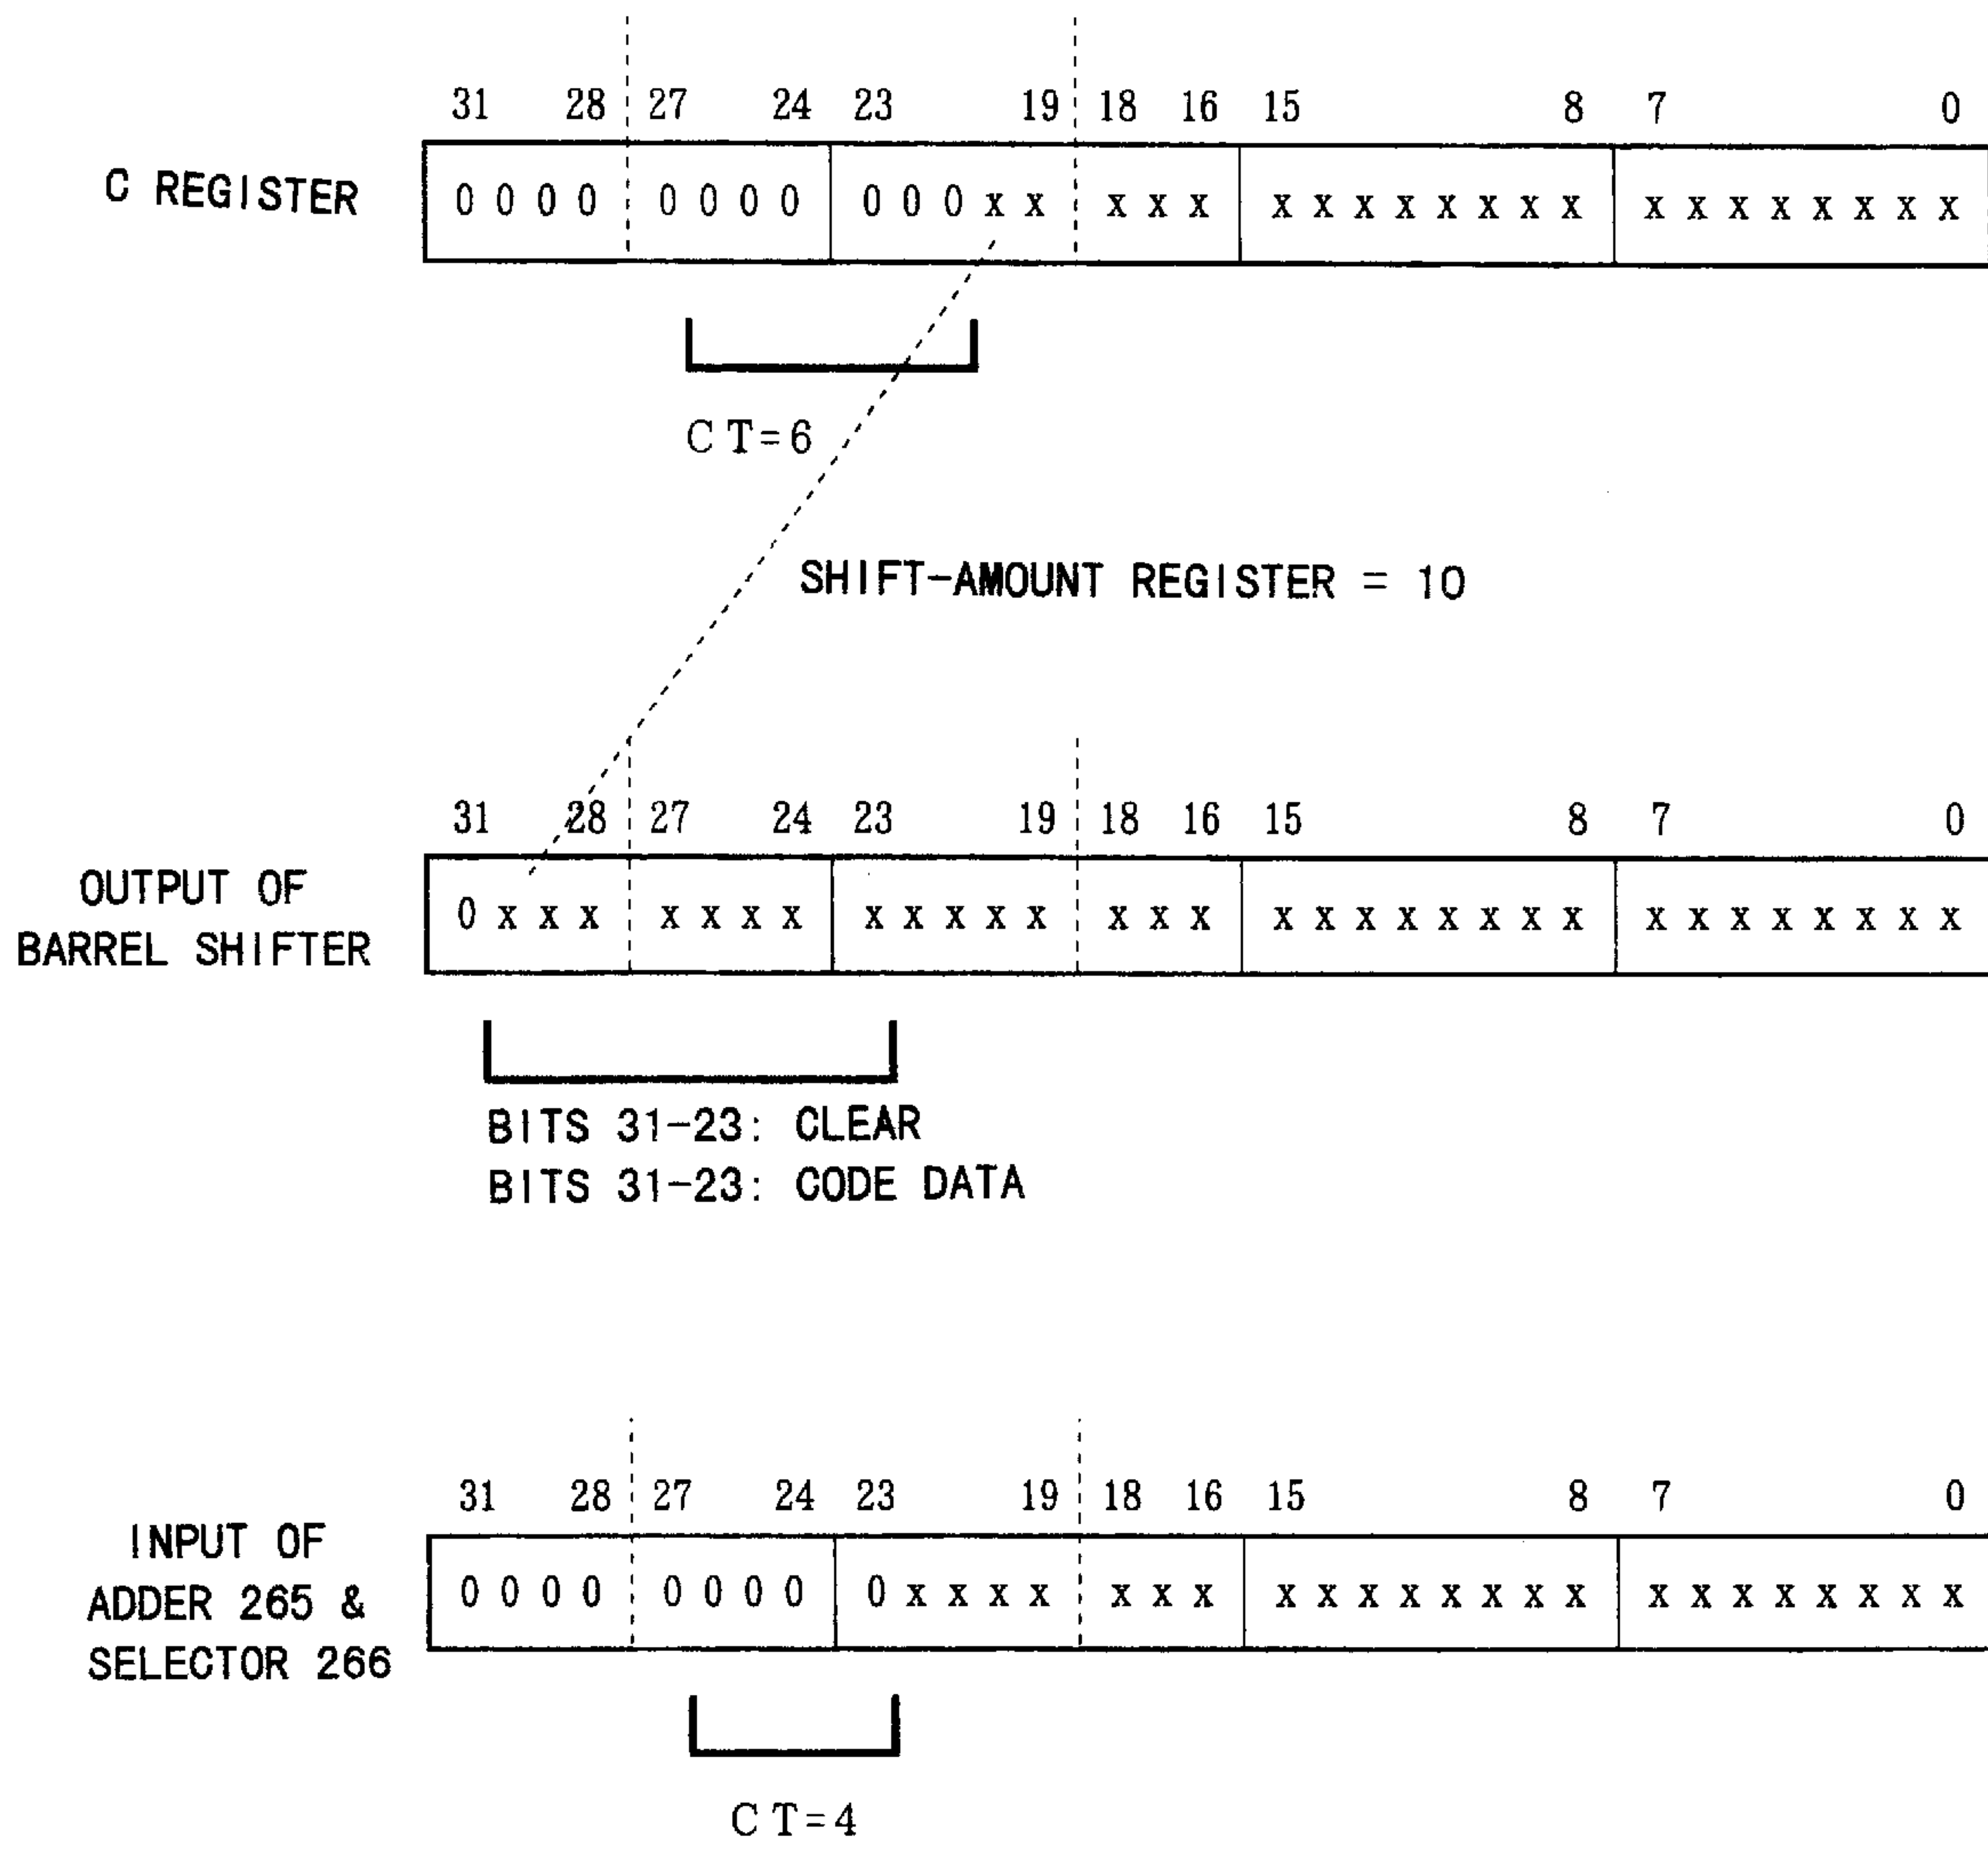 31 28 27 24 23 19 18 16 15 8 7 0
C REGISTER
0 0 0 0 0 0 0 0 0 0 0 x x x x x x x x x x x x x x x x x x x x x
CT=6
SHIFT-AMOUNT REGISTER = 10
31 28 27 24 23 19 18 16 15 8 7 0
OUTPUT OF
BARREL SHIFTER
0 x x x x x x x x x x x x x x x x x x x x x x x x x x x x x x x
BITS 31-23: CLEAR
BITS 31-23: CODE DATA
31 28 27 24 23 19 18 16 15 8 7 0
INPUT OF
ADDER 265 &
SELECTOR 266
0 0 0 0 0 0 0 0 0 x x x x x x x x x x x x x x x x x x x x x x x
CT=4